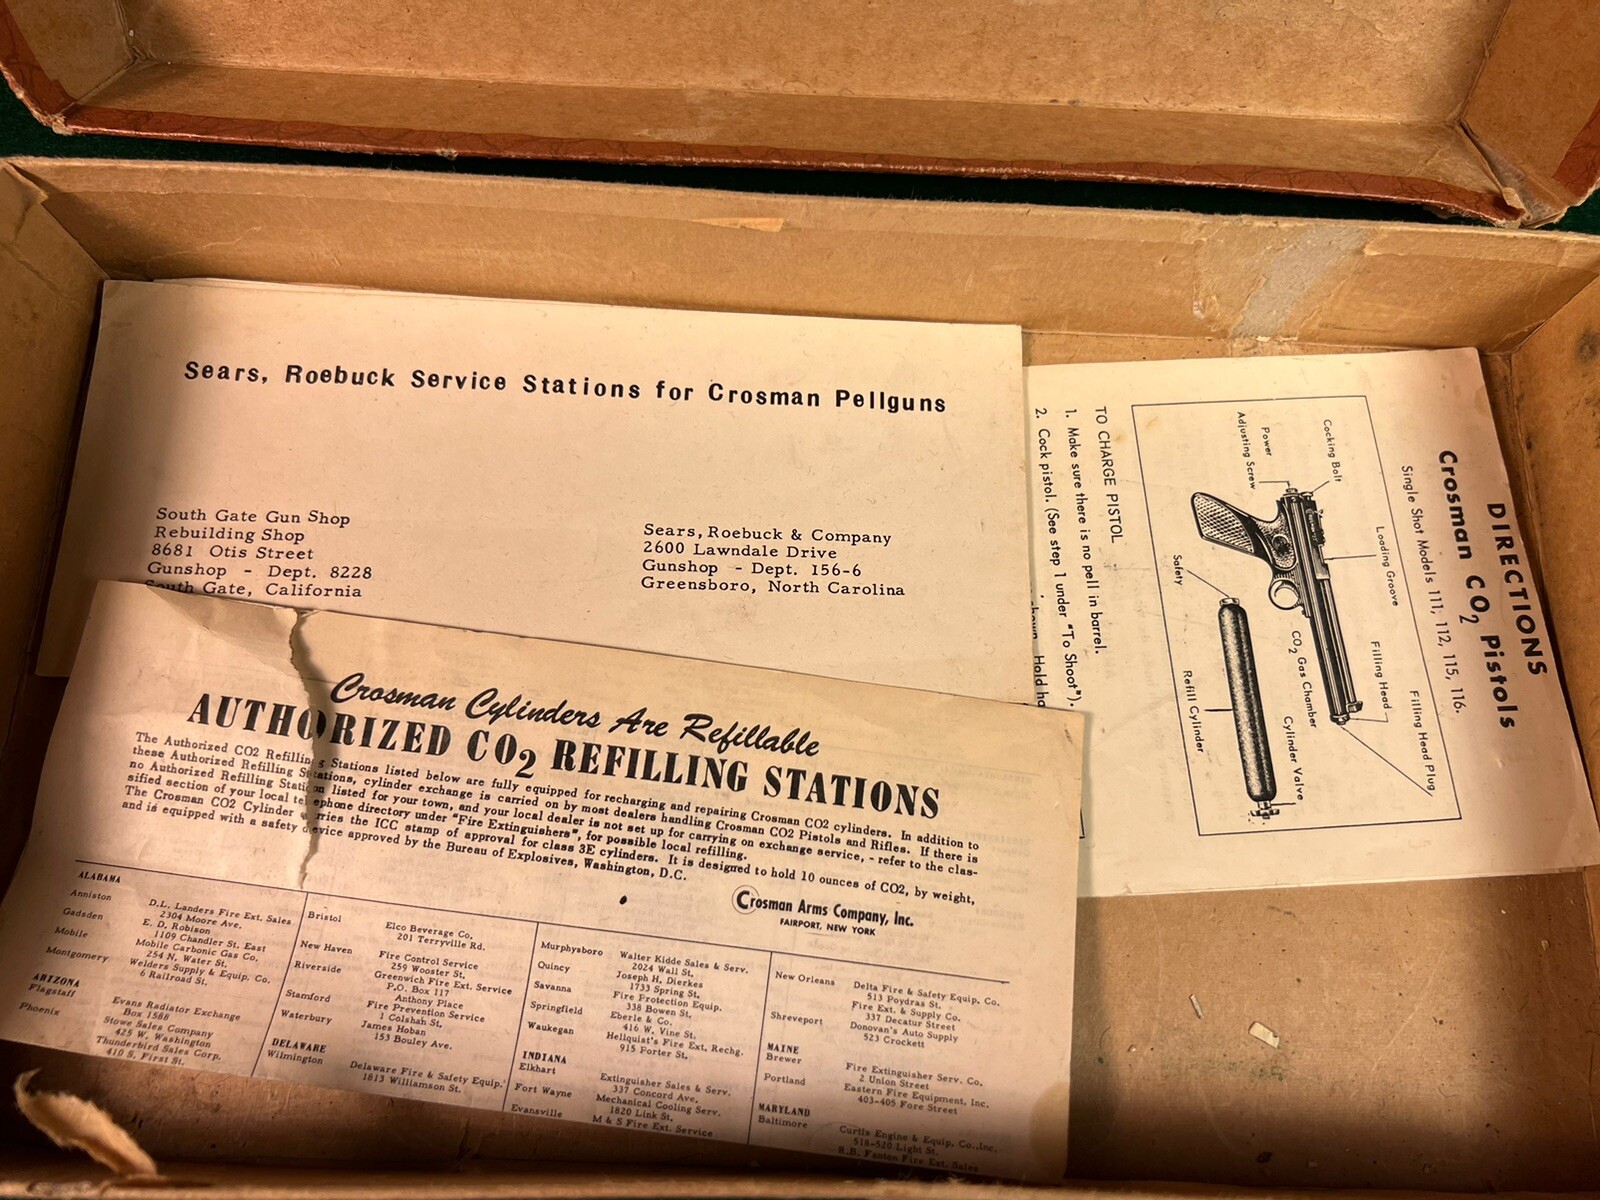 Sears, Roebuck Service Stations for Crosman Pellguns
South Gate Gun Shop
Rebuilding Shop
8681 Otis Street
Gunshop - Dept. 8228
South Gate, California
Sears, Roebuck & Company
2600 Lawndale Drive
Gunshop - Dept. 156-6
Greensboro, North Carolina
DIRECTIONS
Crosman CO2 Pistols
Single Shot Models 111, 112, 115, 116.
Cocking Bolt
Power
Adjusting Screw
Loading Groove
Safety
Filling Head
Filling Head Plug
CO2 Gas Chamber
Cylinder Valve
Refill Cylinder
TO CHARGE PISTOL
1. Make sure there is no pell in barrel.
2. Cock pistol. (See step 1 under "To Shoot").
Hold
Crosman Cylinders Are Refillable
AUTHORIZED CO2 REFILLING STATIONS
The Authorized CO2 Refilling Stations listed below are fully equipped for recharging and repairing Crosman CO2 cylinders. In addition to
these Authorized Refilling Stations, cylinder exchange is carried on by most dealers handling Crosman CO2 Pistols and Rifles. If there is
no Authorized Refilling Station listed for your town, and your local dealer is not set up for carrying on exchange service, - refer to the clas-
sified section of your local telephone directory under "Fire Extinguishers", for possible local refilling.
The Crosman CO2 Cylinder carries the ICC stamp of approval for class 3E cylinders. It is designed to hold 10 ounces of CO2, by weight,
and is equipped with a safety device approved by the Bureau of Explosives, Washington, D.C.
Crosman Arms Company, Inc.
FAIRPORT, NEW YORK
ALABAMA
Anniston
D.L. Landers Fire Ext. Sales
2304 Moore Ave.
Gadsden
E. D. Robison
1109 Chandler St. East
Mobile
Mobile Carbonic Gas Co.
254 N. Water St.
Montgomery
Welders Supply & Equip. Co.
6 Railroad St.
ARIZONA
Flagstaff
Evans Radiator Exchange
Box 1586
Phoenix
Stowe Sales Company
425 W. Washington
Thunderbird Sales Corp.
410 S. First St.
Bristol
Elco Beverage Co.
201 Terryville Rd.
New Haven
Fire Control Service
259 Wooster St.
Riverside
Greenwich Fire Ext. Service
P.O. Box 117
Anthony Place
Stamford
Fire Prevention Service
1 Colshah St.
Waterbury
James Hoban
153 Bouley Ave.
DELAWARE
Wilmington
Delaware Fire & Safety Equip.
1813 Williamson St.
Murphysboro
Walter Kidde Sales & Serv.
2024 Wall St.
Quincy
Joseph H. Dierkes
1733 Spring St.
Savanna
Fire Protection Equip.
338 Bowen St.
Springfield
Eberle & Co.
416 W. Vine St.
Waukegan
Hellquist's Fire Ext. Rechg.
915 Porter St.
INDIANA
Elkhart
Extinguisher Sales & Serv.
337 Concord Ave.
Fort Wayne
Mechanical Cooling Serv.
1820 Link St.
Evansville
M & S Fire Ext. Service
New Orleans
Delta Fire & Safety Equip. Co.
513 Poydras St.
Fire Ext. & Supply Co.
337 Decatur Street
Shreveport
Donovan's Auto Supply
523 Crockett
MAINE
Brewer
Fire Extinguisher Serv. Co.
2 Union Street
Portland
Eastern Fire Equipment, Inc.
403-405 Fore Street
MARYLAND
Baltimore
Curtis Engine & Equip. Co., Inc.
518-520 Light St.
R.B. Fenton Fire Ext. Sales